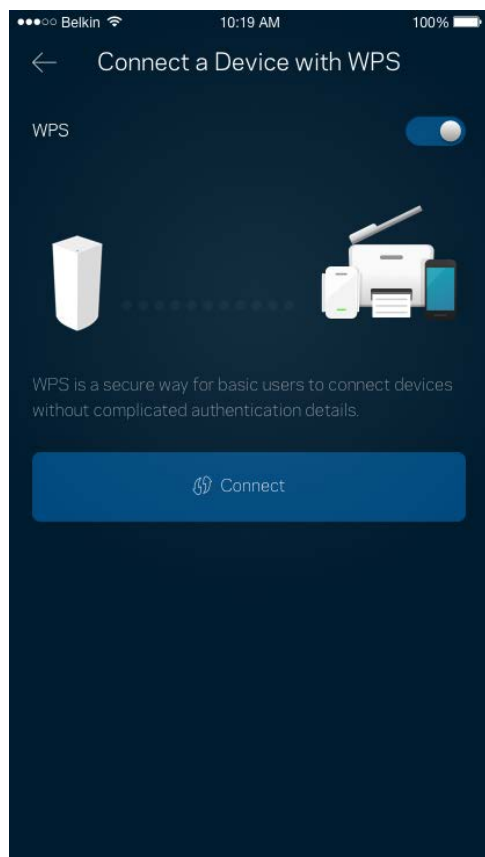 Belkin 10:19 AM 100%
Connect a Device with WPS
WPS
WPS is a secure way for basic users to connect devices
without complicated authentication details.
Connect